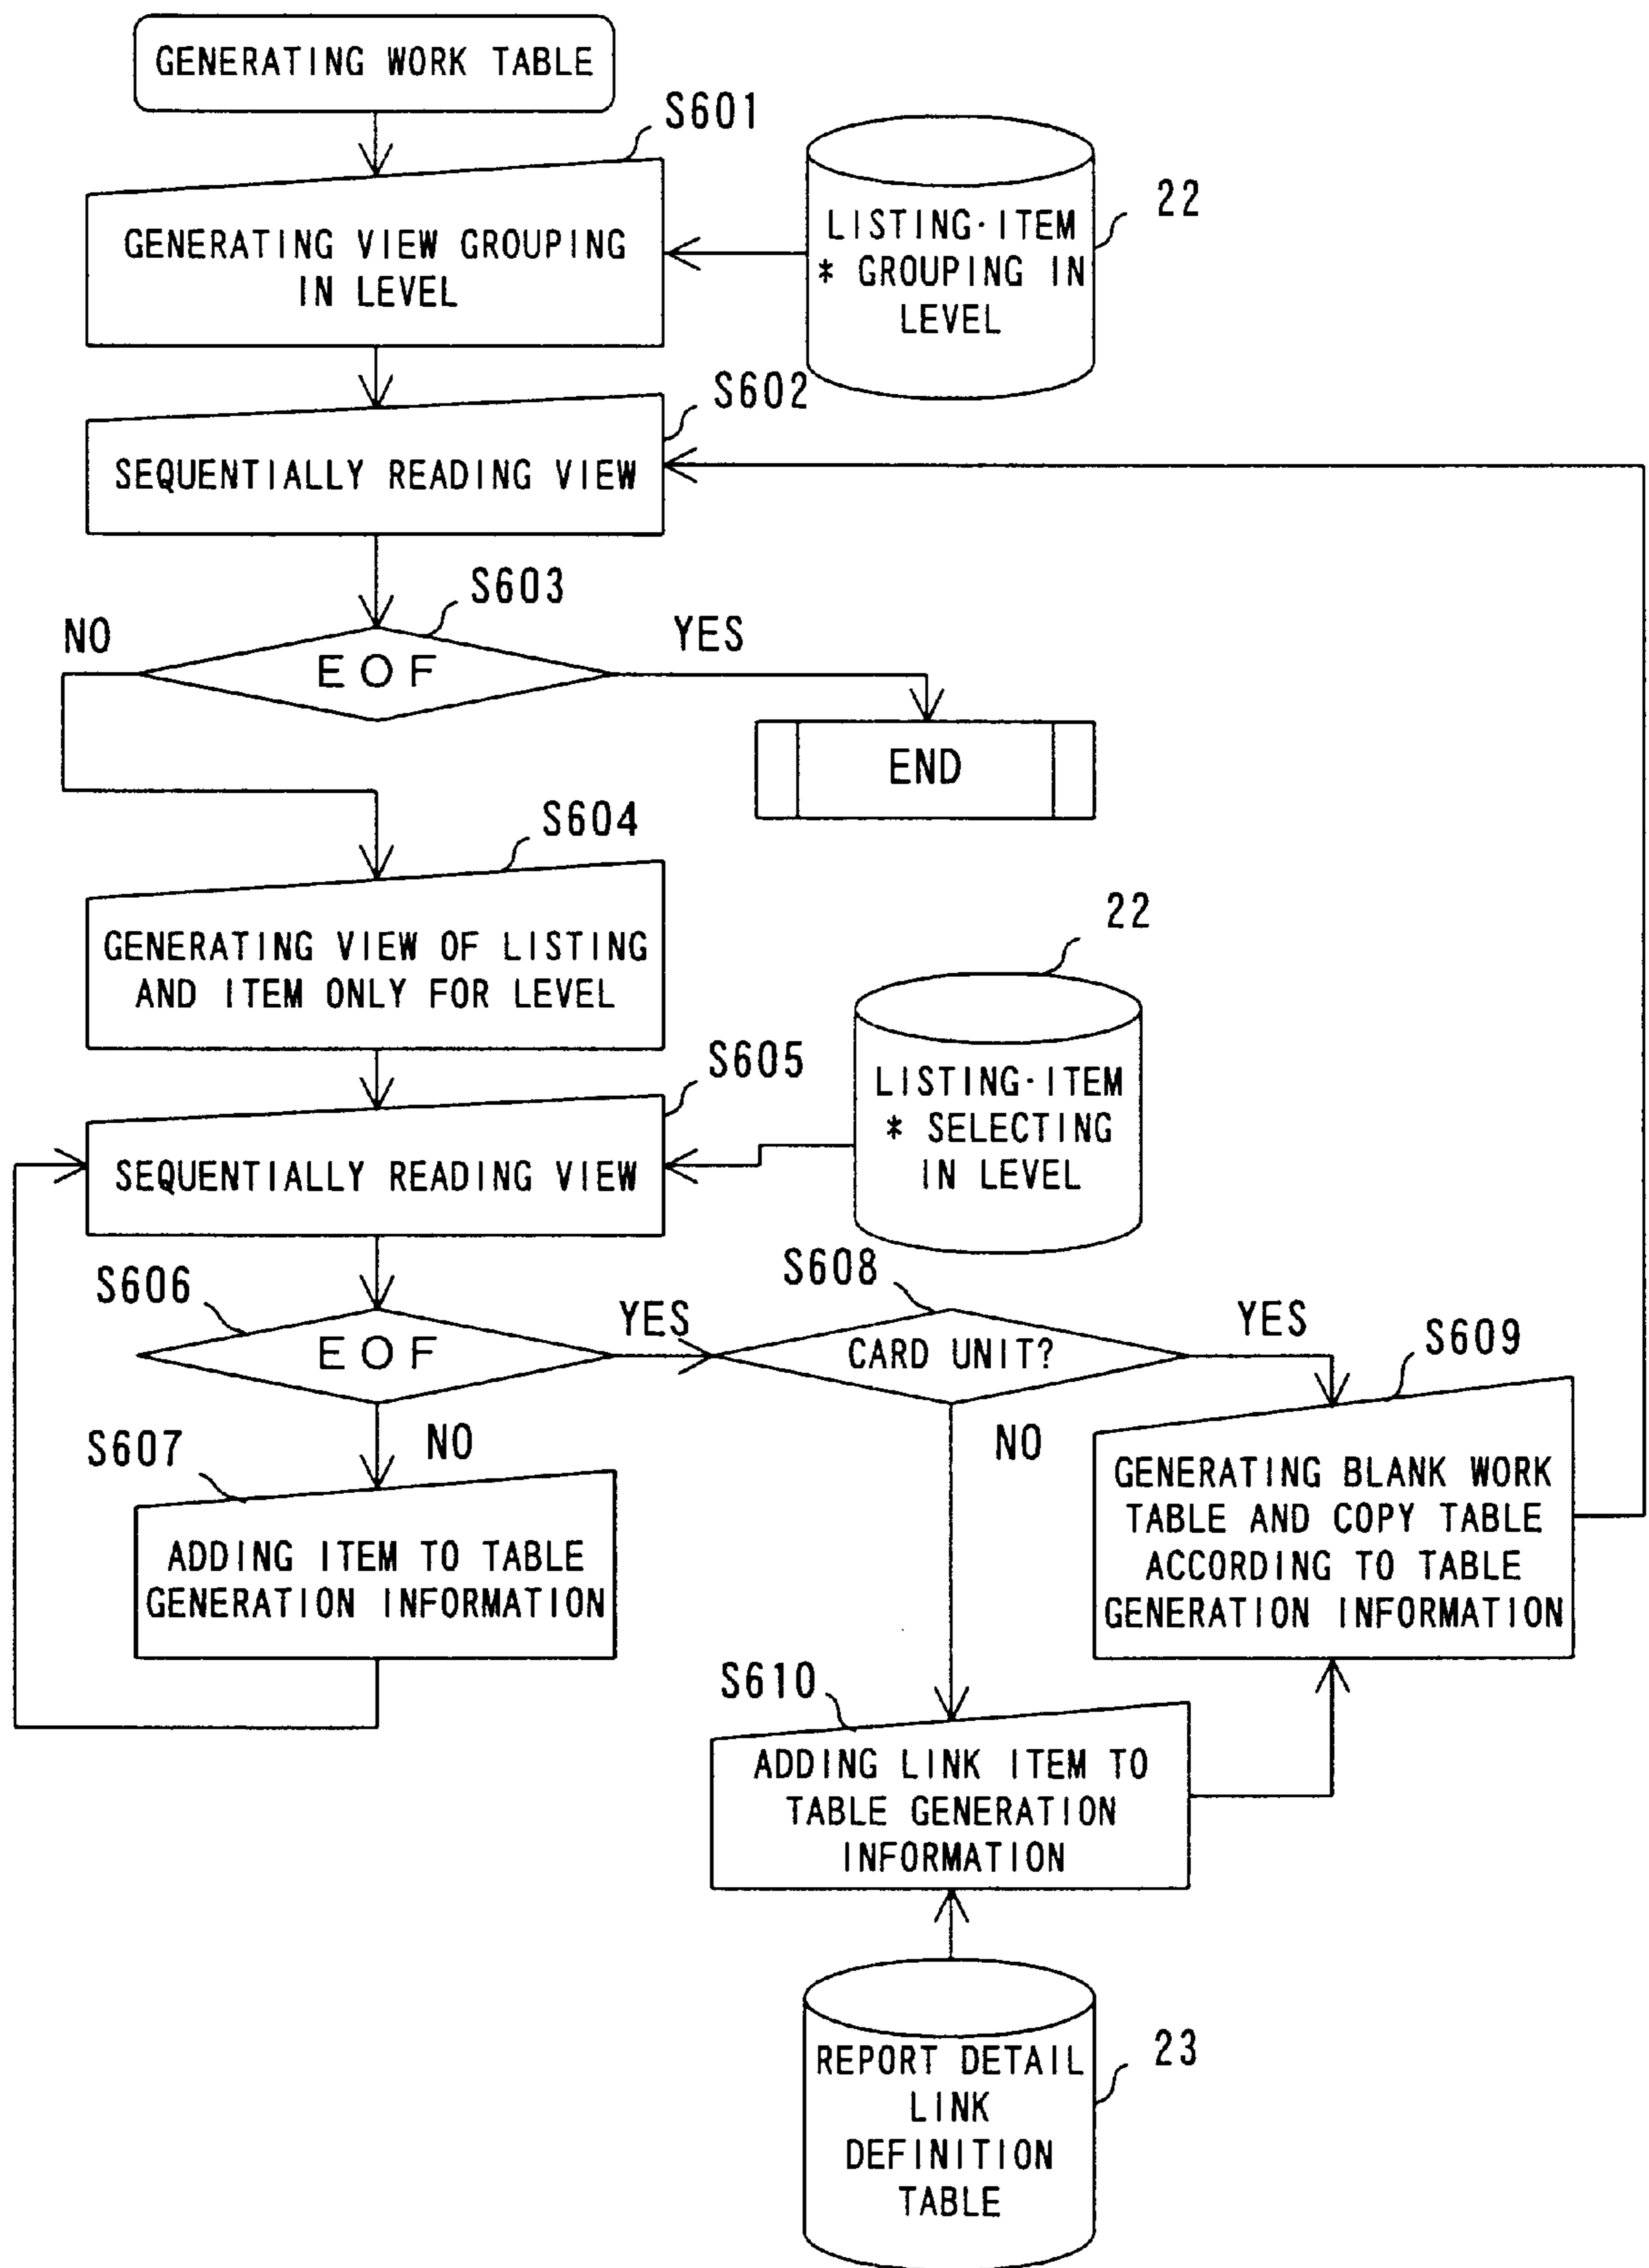 GENERATING WORK TABLE
S601
GENERATING VIEW GROUPING
IN LEVEL
LISTING·ITEM
* GROUPING IN
LEVEL
22
S602
SEQUENTIALLY READING VIEW
S603
NO
EOF
YES
END
S604
GENERATING VIEW OF LISTING
AND ITEM ONLY FOR LEVEL
22
S605
SEQUENTIALLY READING VIEW
LISTING·ITEM
* SELECTING
IN LEVEL
S606
EOF
YES
S608
CARD UNIT?
YES
S609
S607
NO
NO
ADDING ITEM TO TABLE
GENERATION INFORMATION
GENERATING BLANK WORK
TABLE AND COPY TABLE
ACCORDING TO TABLE
GENERATION INFORMATION
S610
ADDING LINK ITEM TO
TABLE GENERATION
INFORMATION
REPORT DETAIL
LINK
DEFINITION
TABLE
23